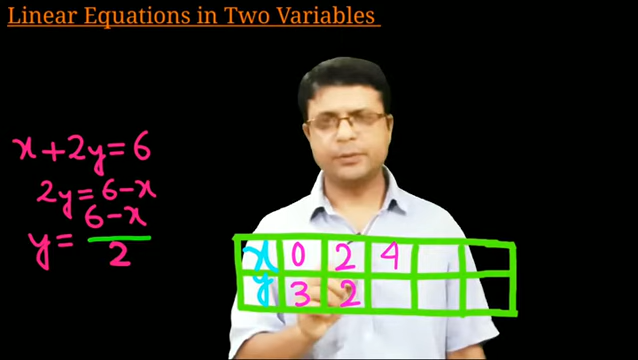 Linear Equations in Two Variables
x+2y=6
2y=6-x
y=(6-x)/2
x 0 2 4
y 3 2